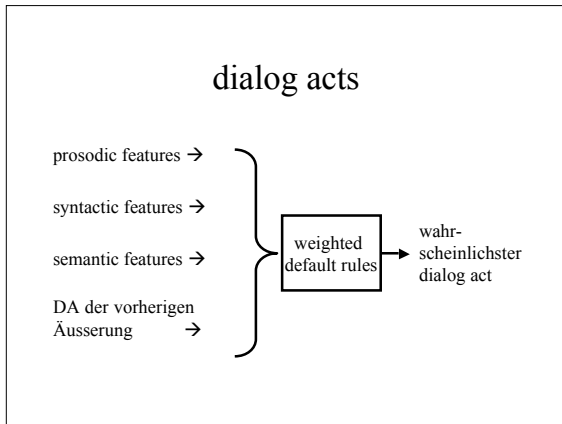 dialog acts
prosodic features →
syntactic features →
semantic features →
DA der vorherigen
Äusserung →
weighted
default rules
wahr-
scheinlichster
dialog act